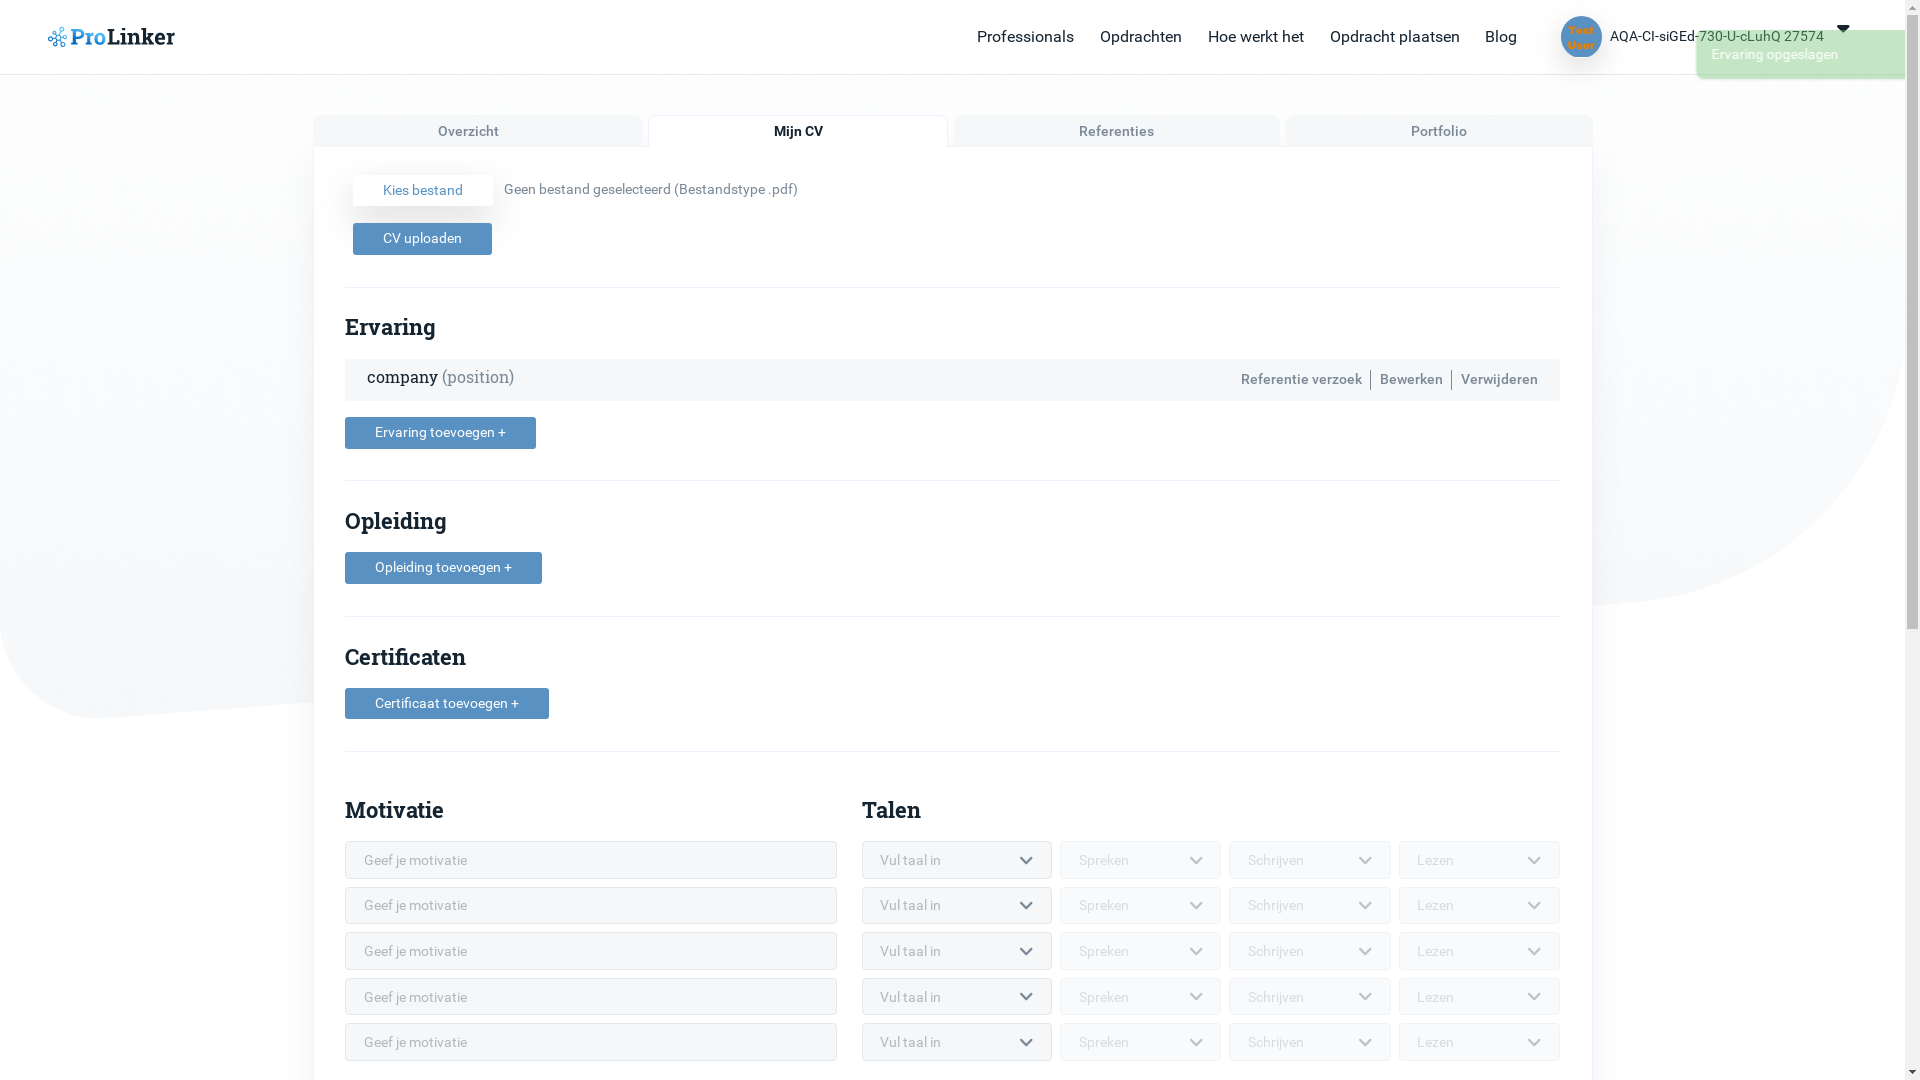 ProLinker
Professionals
Opdrachten
Hoe werkt het
Opdracht plaatsen
Blog
Test
User
AQA-CI-siGEd-730-U-cLuhQ 27574
Ervaring opgeslagen
Overzicht
Mijn CV
Referenties
Portfolio
Kies bestand
Geen bestand geselecteerd (Bestandstype .pdf)
CV uploaden
Ervaring
company (position)
Referentie verzoek
Bewerken
Verwijderen
Ervaring toevoegen +
Opleiding
Opleiding toevoegen +
Certificaten
Certificaat toevoegen +
Motivatie
Geef je motivatie
Geef je motivatie
Geef je motivatie
Geef je motivatie
Geef je motivatie
Talen
Vul taal in Spreken Schrijven Lezen
Vul taal in Spreken Schrijven Lezen
Vul taal in Spreken Schrijven Lezen
Vul taal in Spreken Schrijven Lezen
Vul taal in Spreken Schrijven Lezen